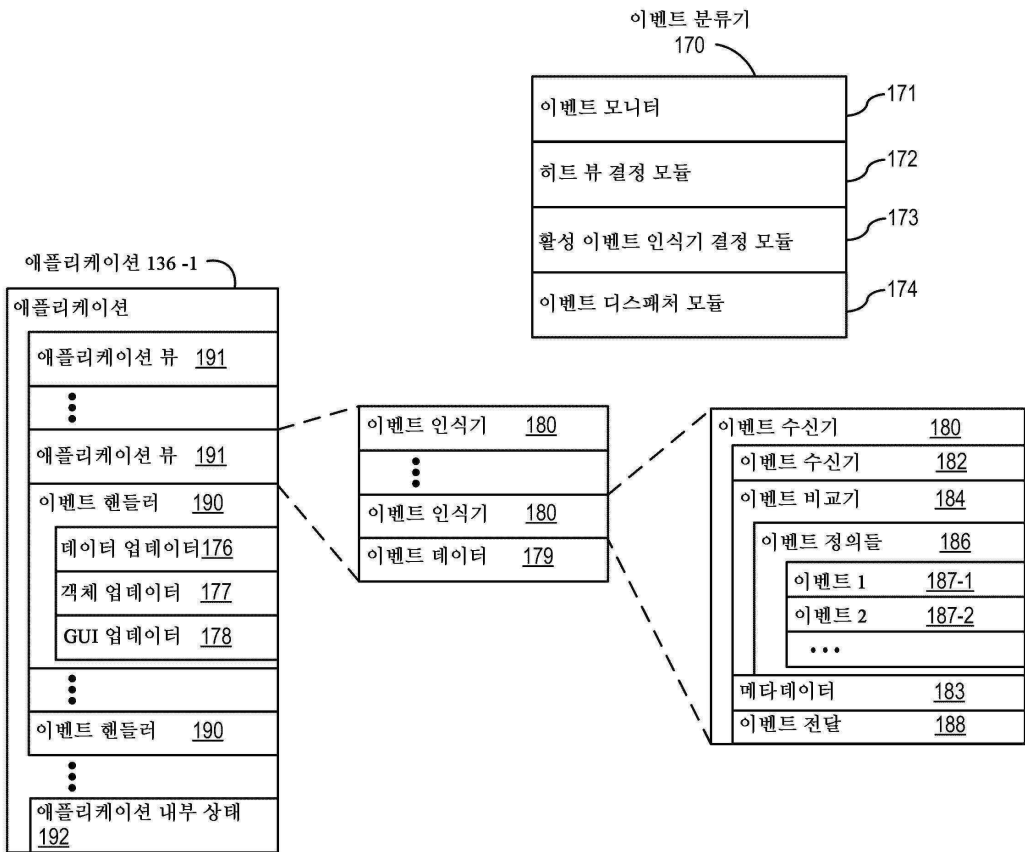 이벤트 분류기
170
이벤트 모니터 171
히트 뷰 결정 모듈 172
활성 이벤트 인식기 결정 모듈 173
이벤트 디스패처 모듈 174
애플리케이션 136 -1
애플리케이션
애플리케이션 뷰 191
애플리케이션 뷰 191
이벤트 핸들러 190
데이터 업데이터 176
객체 업데이터 177
GUI 업데이터 178
이벤트 핸들러 190
애플리케이션 내부 상태
192
이벤트 인식기 180
이벤트 인식기 180
이벤트 데이터 179
이벤트 수신기 180
이벤트 수신기 182
이벤트 비교기 184
이벤트 정의들 186
이벤트 1 187-1
이벤트 2 187-2
• • •
메타데이터 183
이벤트 전달 188